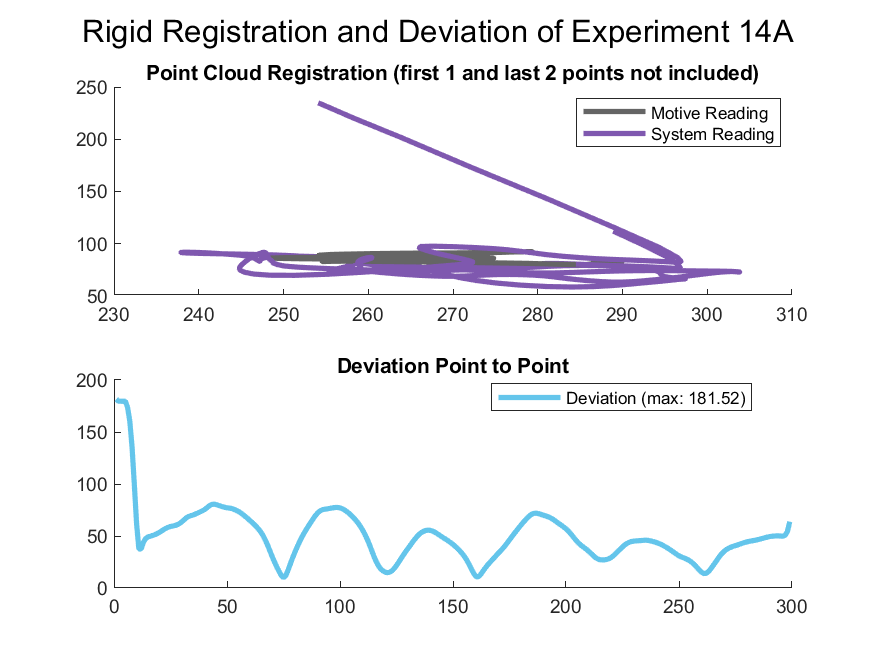 Rigid Registration and Deviation of Experiment 14A
Point Cloud Registration (first 1 and last 2 points not included)
250
200
150
100
50
Motive Reading
System Reading
230 240 250 260 270 280 290 300 310
Deviation Point to Point
200
150
100
50
0
Deviation (max: 181.52)
0 50 100 150 200 250 300